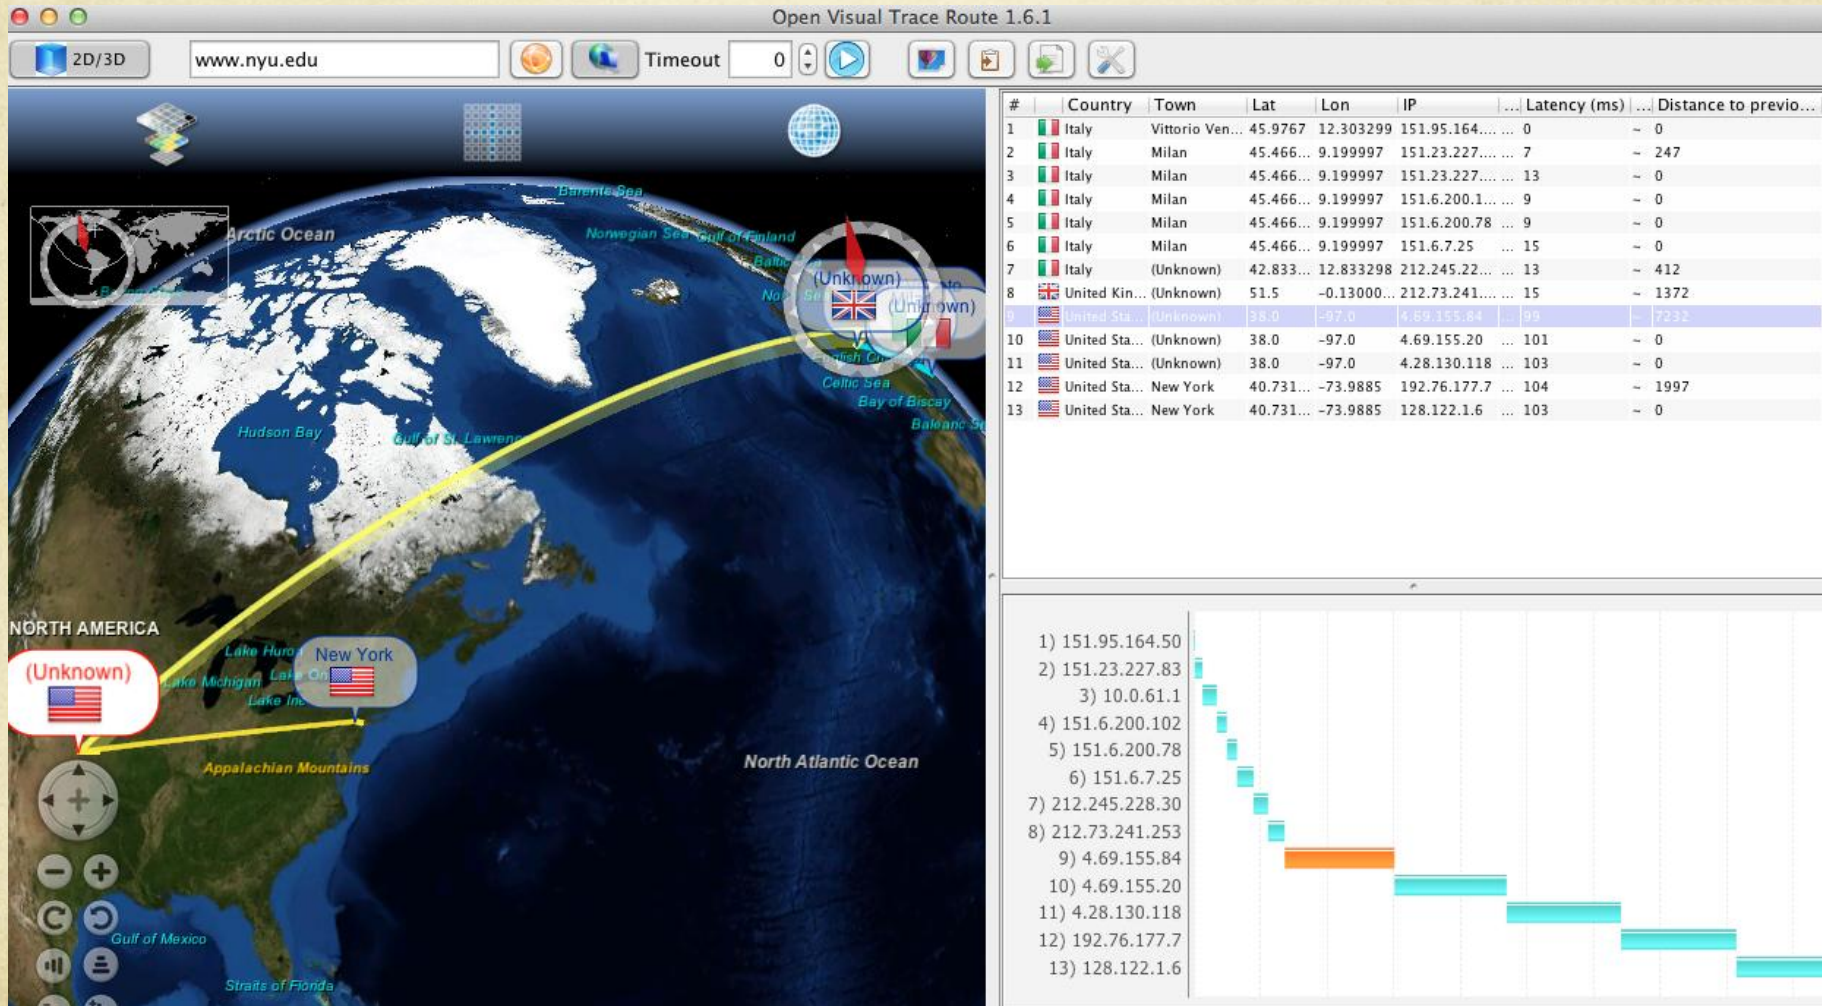 Open Visual Trace Route 1.6.1
2D/3D www.nyu.edu Timeout 0
Arctic Ocean
Barents Sea
Norwegian Sea
Gulf of Finland
(Unknown)
(Unknown)
English
Celtic Sea
Bay of Biscay
Balearic
Hudson Bay
Gulf of St. Lawrenc
NORTH AMERICA
(Unknown)
Lake Huro
New York
Lake Michigan
Appalachian Mountains
North Atlantic Ocean
Gulf of Mexico
Straits of Florida
# Country Town Lat Lon IP ... Latency (ms) ... Distance to previo...
1 Italy Vittorio Ven... 45.9767 12.303299 151.95.164.... ... 0 ~ 0
2 Italy Milan 45.466... 9.199997 151.23.227.... ... 7 ~ 247
3 Italy Milan 45.466... 9.199997 151.23.227.... ... 13 ~ 0
4 Italy Milan 45.466... 9.199997 151.6.200.1... ... 9 ~ 0
5 Italy Milan 45.466... 9.199997 151.6.200.78 ... 9 ~ 0
6 Italy Milan 45.466... 9.199997 151.6.7.25 ... 15 ~ 0
7 Italy (Unknown) 42.833... 12.833298 212.245.22... ... 13 ~ 412
8 United Kin... (Unknown) 51.5 -0.13000... 212.73.241.... ... 15 ~ 1372
9 United Sta... (Unknown) 38.0 -97.0 4.69.155.84 ... 99 ~ 7232
10 United Sta... (Unknown) 38.0 -97.0 4.69.155.20 ... 101 ~ 0
11 United Sta... (Unknown) 38.0 -97.0 4.28.130.118 ... 103 ~ 0
12 United Sta... New York 40.731... -73.9885 192.76.177.7 ... 104 ~ 1997
13 United Sta... New York 40.731... -73.9885 128.122.1.6 ... 103 ~ 0
1) 151.95.164.50
2) 151.23.227.83
3) 10.0.61.1
4) 151.6.200.102
5) 151.6.200.78
6) 151.6.7.25
7) 212.245.228.30
8) 212.73.241.253
9) 4.69.155.84
10) 4.69.155.20
11) 4.28.130.118
12) 192.76.177.7
13) 128.122.1.6